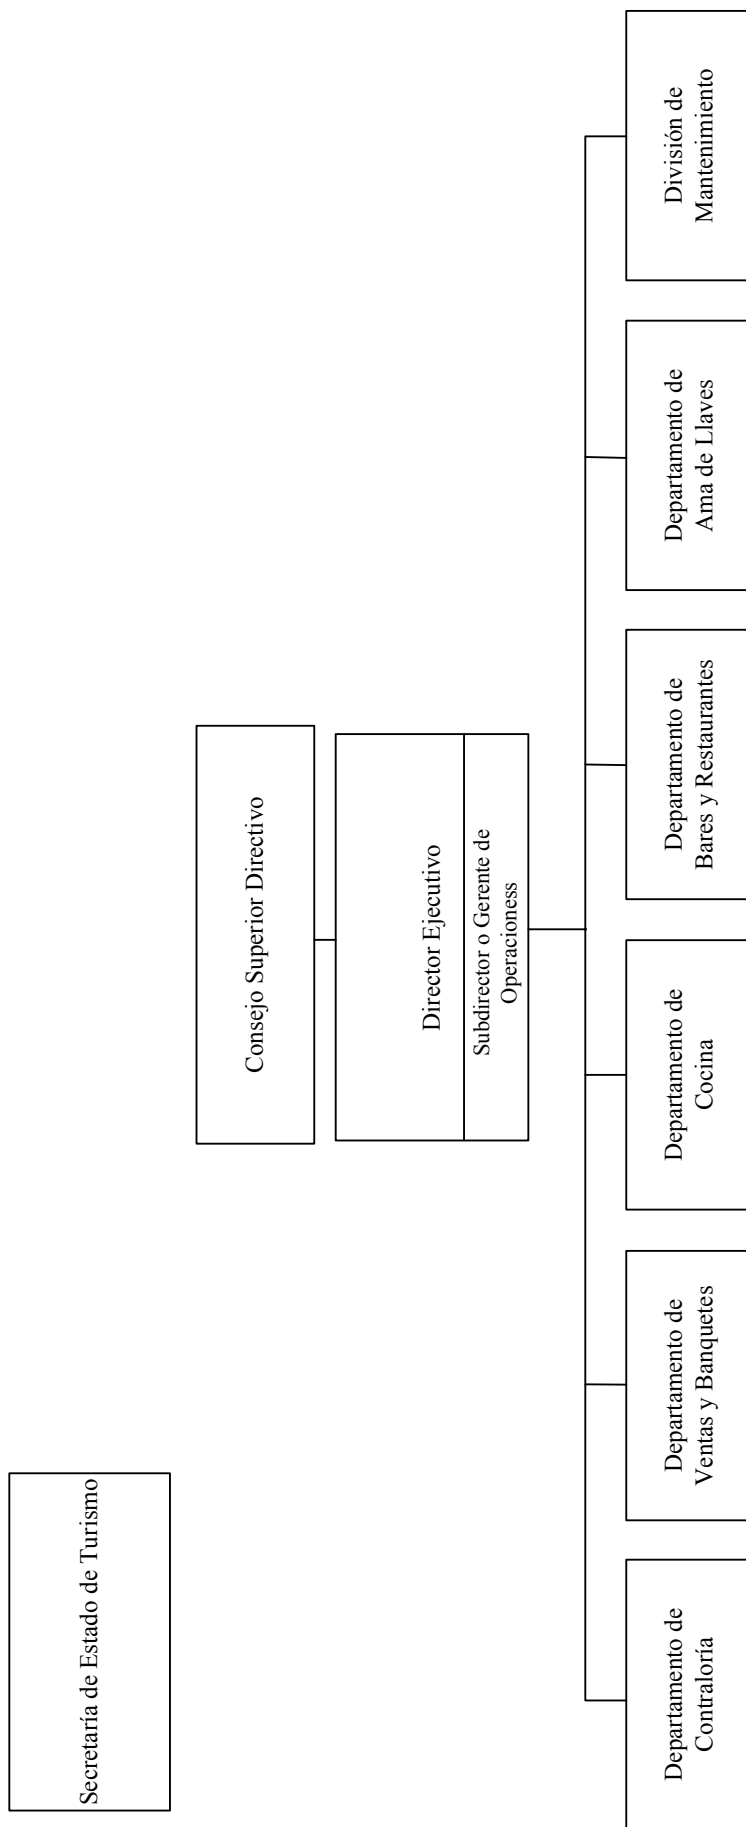 Secretaría de Estado de Turismo
Consejo Superior Directivo
Director Ejecutivo
Subdirector o Gerente de
Operacioness
Departamento de
Contraloría
Departamento de
Ventas y Banquetes
Departamento de
Cocina
Departamento de
Bares y Restaurantes
Departamento de
Ama de Llaves
División de
Mantenimiento